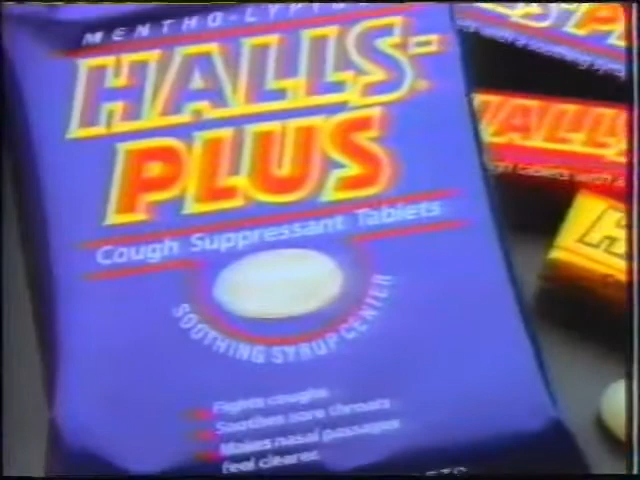 MENTHO-LYPTUS
HALLS-
PLUS
Cough Suppressant Tablets
SOOTHING SYRUP CENTER
Fights coughs
Soothes sore throats
Makes nasal passages
feel clearer
HALLS